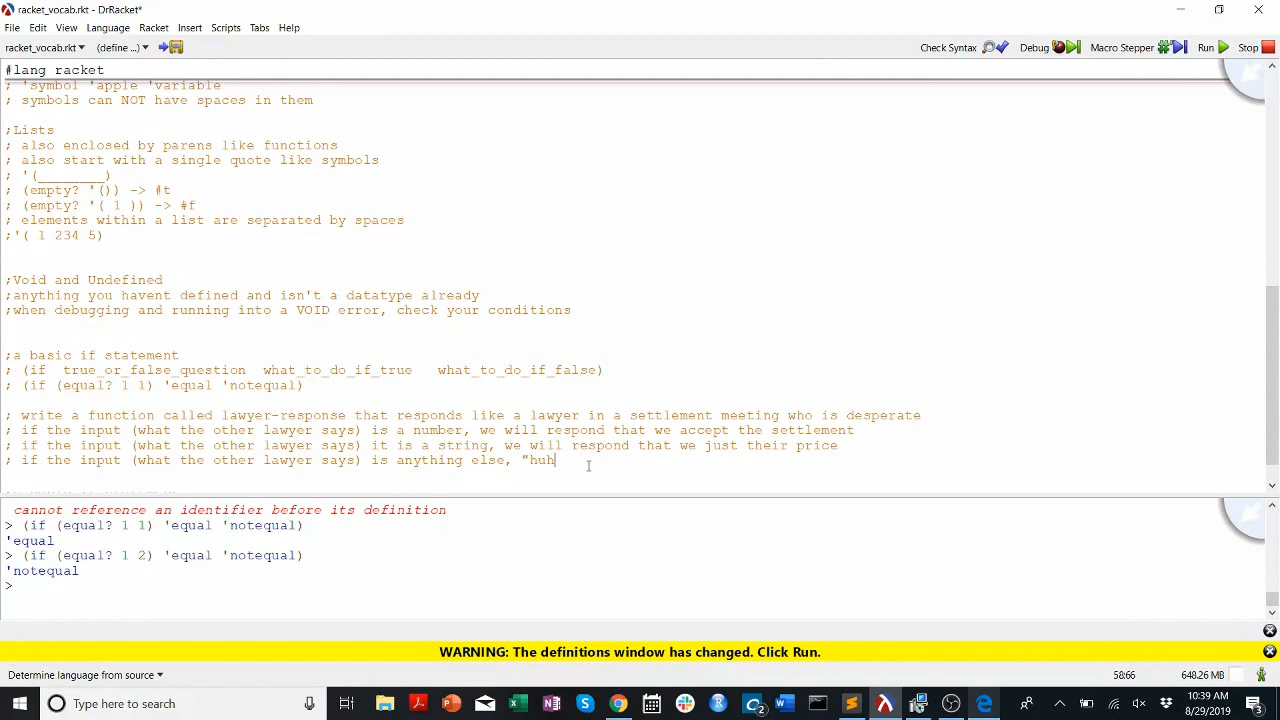 racket_vocab.rkt - DrRacket*
File Edit View Language Racket Insert Scripts Tabs Help
racket_vocab.rkt (define ...) Check Syntax Debug Macro Stepper Run Stop
#lang racket
; 'symbol 'apple 'variable
; symbols can NOT have spaces in them
;Lists
; also enclosed by parens like functions
; also start with a single quote like symbols
; '(________)
; (empty? '()) -> #t
; (empty? '( 1 )) -> #f
; elements within a list are separated by spaces
;'( 1 234 5)
;Void and Undefined
;anything you havent defined and isn't a datatype already
;when debugging and running into a VOID error, check your conditions
;a basic if statement
; (if  true_or_false_question  what_to_do_if_true   what_to_do_if_false)
; (if (equal? 1 1) 'equal 'notequal)
; write a function called lawyer-response that responds like a lawyer in a settlement meeting who is desperate
; if the input (what the other lawyer says) is a number, we will respond that we accept the settlement
; if the input (what the other lawyer says) it is a string, we will respond that we just their price
; if the input (what the other lawyer says) is anything else, "huh
cannot reference an identifier before its definition
> (if (equal? 1 1) 'equal 'notequal)
'equal
> (if (equal? 1 2) 'equal 'notequal)
'notequal
>
WARNING: The definitions window has changed. Click Run.
Determine language from source 58:66 648.26 MB
Type here to search 10:39 AM
8/29/2019